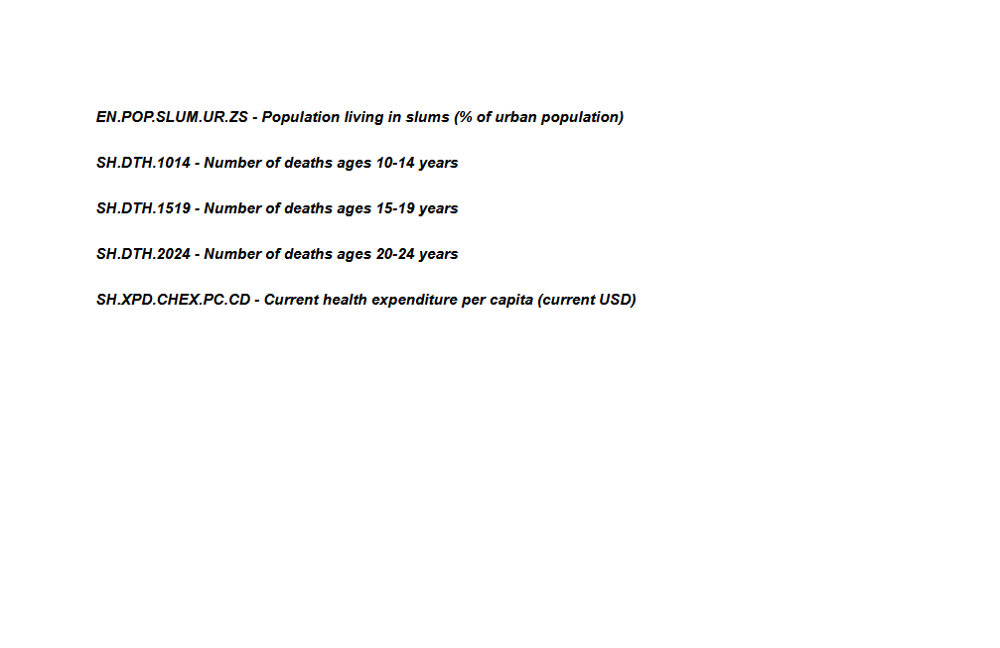 EN.POP.SLUM.UR.ZS - Population living in slums (% of urban population)
SH.DTH.1014 - Number of deaths ages 10-14 years
SH.DTH.1519 - Number of deaths ages 15-19 years
SH.DTH.2024 - Number of deaths ages 20-24 years
SH.XPD.CHEX.PC.CD - Current health expenditure per capita (current USD)